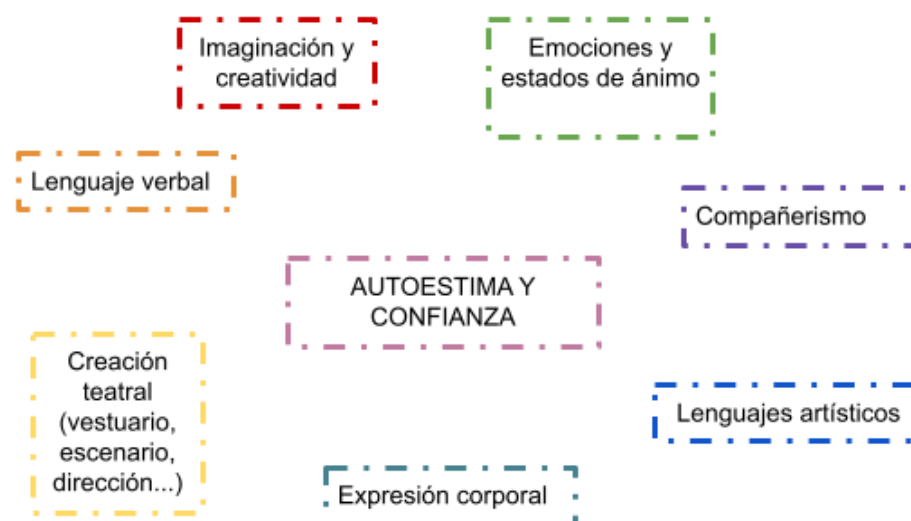 Imaginación y
creatividad
Emociones y
estados de ánimo
Lenguaje verbal
Compañerismo
AUTOESTIMA Y
CONFIANZA
Creación
teatral
(vestuario,
escenario,
dirección...)
Lenguajes artísticos
Expresión corporal